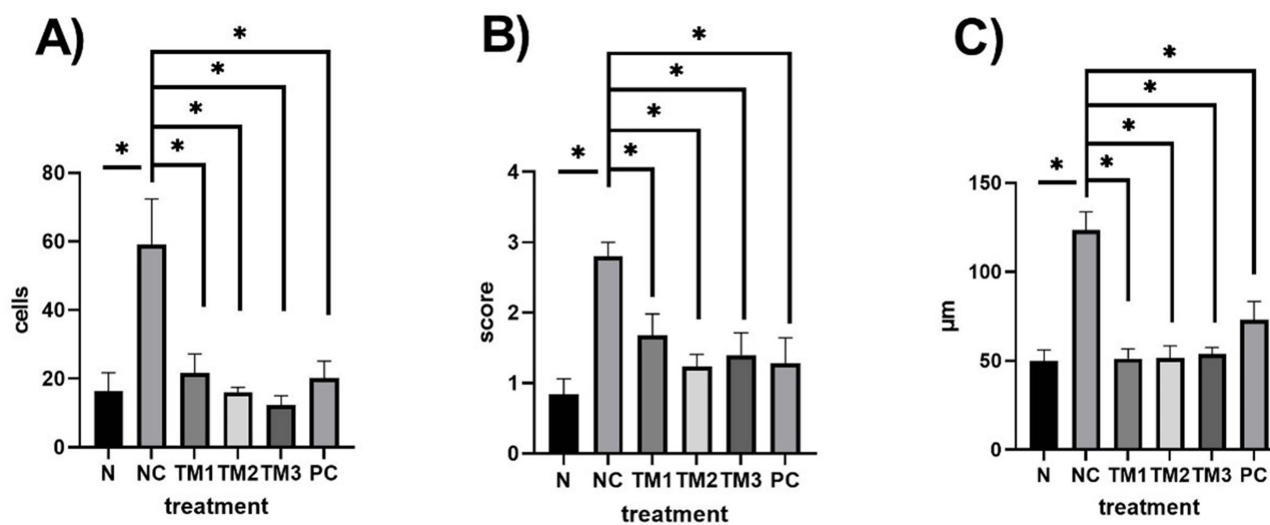 A)
*
*
*
*
*
80
60
40
20
0
cells
N NC TM1 TM2 TM3 PC
treatment
B)
*
*
*
*
*
4
3
2
1
0
score
N NC TM1 TM2 TM3 PC
treatment
C)
*
*
*
*
*
150
100
50
0
µm
N NC TM1 TM2 TM3 PC
treatment